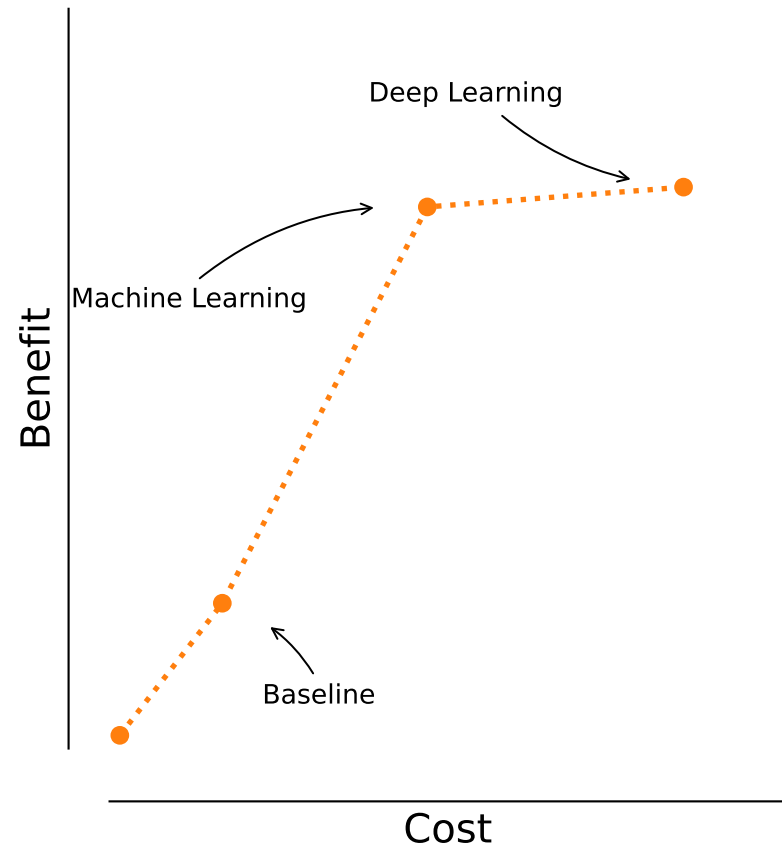 Deep Learning
Machine Learning
Benefit
Baseline
Cost